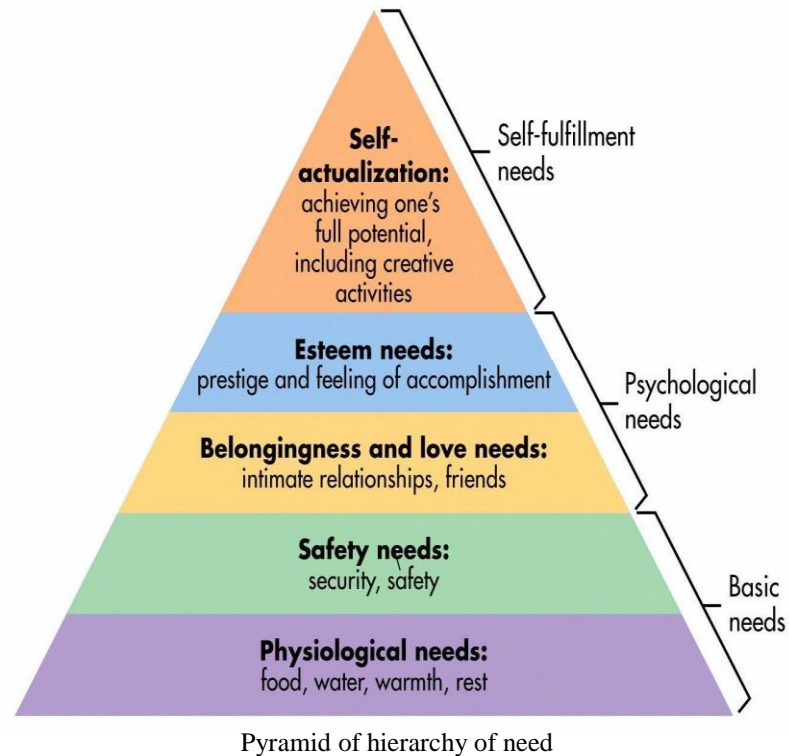 Self-
actualization:
achieving one's
full potential,
including creative
activities
Self-fulfillment
needs
Esteem needs:
prestige and feeling of accomplishment
Psychological
needs
Belongingness and love needs:
intimate relationships, friends
Safety needs:
security, safety
Basic
needs
Physiological needs:
food, water, warmth, rest
Pyramid of hierarchy of need